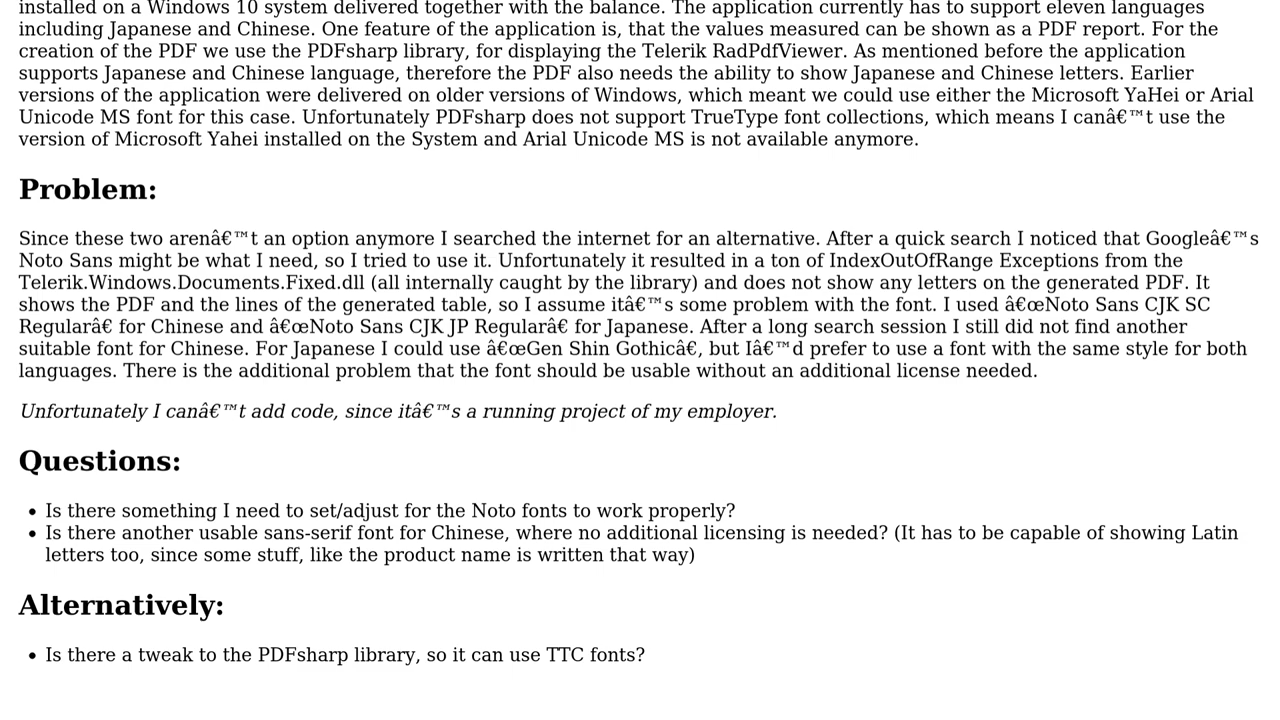 installed on a Windows 10 system delivered together with the balance. The application currently has to support eleven languages
including Japanese and Chinese. One feature of the application is, that the values measured can be shown as a PDF report. For the
creation of the PDF we use the PDFsharp library, for displaying the Telerik RadPdfViewer. As mentioned before the application
supports Japanese and Chinese language, therefore the PDF also needs the ability to show Japanese and Chinese letters. Earlier
versions of the application were delivered on older versions of Windows, which meant we could use either the Microsoft YaHei or Arial
Unicode MS font for this case. Unfortunately PDFsharp does not support TrueType font collections, which means I canâ€™t use the
version of Microsoft Yahei installed on the System and Arial Unicode MS is not available anymore.
Problem:
Since these two arenâ€™t an option anymore I searched the internet for an alternative. After a quick search I noticed that Googleâ€™s
Noto Sans might be what I need, so I tried to use it. Unfortunately it resulted in a ton of IndexOutOfRange Exceptions from the
Telerik.Windows.Documents.Fixed.dll (all internally caught by the library) and does not show any letters on the generated PDF. It
shows the PDF and the lines of the generated table, so I assume itâ€™s some problem with the font. I used â€œNoto Sans CJK SC
Regularâ€ for Chinese and â€œNoto Sans CJK JP Regularâ€ for Japanese. After a long search session I still did not find another
suitable font for Chinese. For Japanese I could use â€œGen Shin Gothicâ€, but Iâ€™d prefer to use a font with the same style for both
languages. There is the additional problem that the font should be usable without an additional license needed.
Unfortunately I canâ€™t add code, since itâ€™s a running project of my employer.
Questions:
• Is there something I need to set/adjust for the Noto fonts to work properly?
• Is there another usable sans-serif font for Chinese, where no additional licensing is needed? (It has to be capable of showing Latin
letters too, since some stuff, like the product name is written that way)
Alternatively:
• Is there a tweak to the PDFsharp library, so it can use TTC fonts?